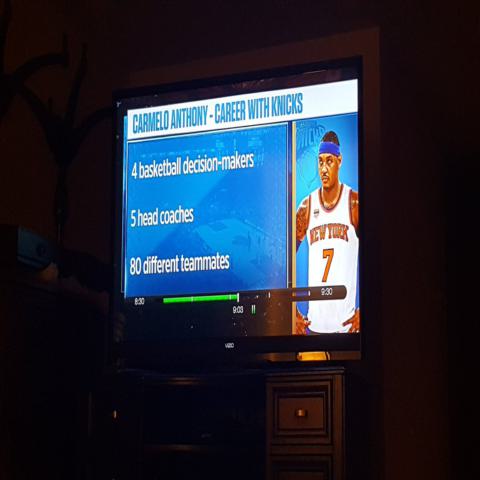 CARMELO ANTHONY - CAREER WITH KNICKS
4 basketball decision-makers
5 head coaches
80 different teammates
NEW YORK
7
8:30
9:30
9:03
VIZIO